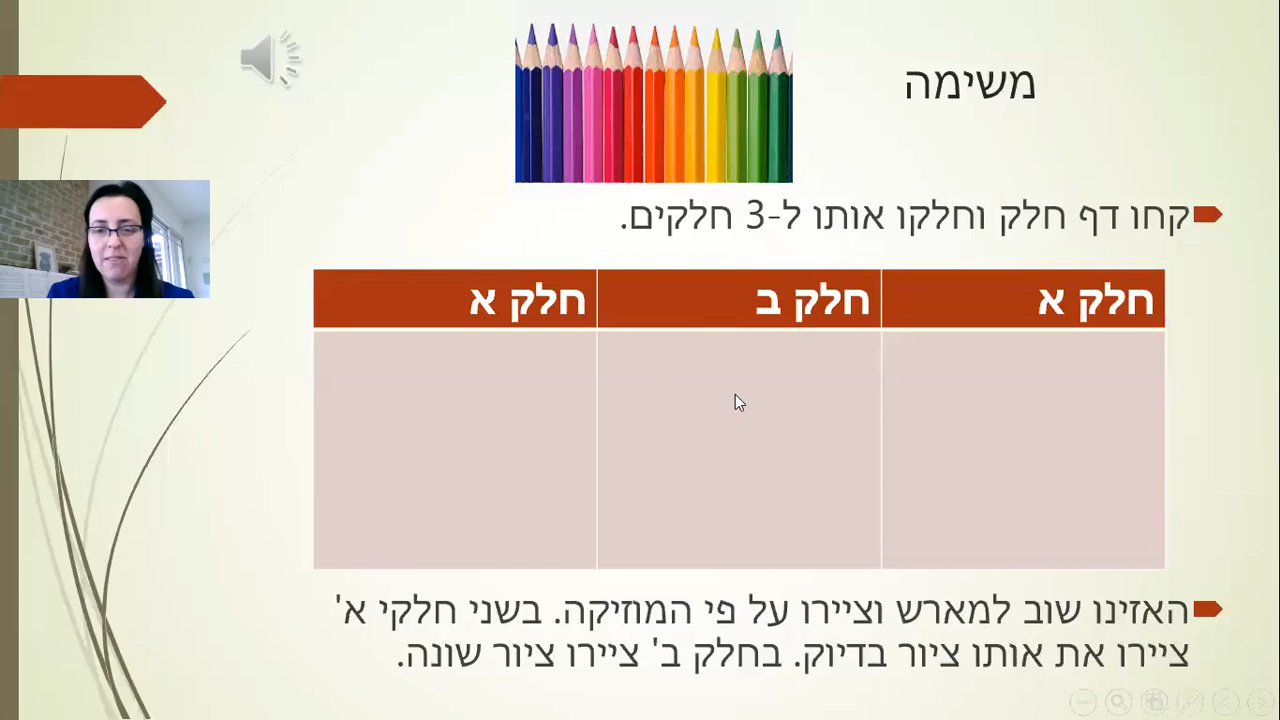 משימה
קחו דף חלק וחלקו אותו ל-3 חלקים.
חלק א חלק ב חלק א
האזינו שוב למארש וציירו על פי המוזיקה. בשני חלקי א'
ציירו את אותו ציור בדיוק. בחלק ב' ציירו ציור שונה.